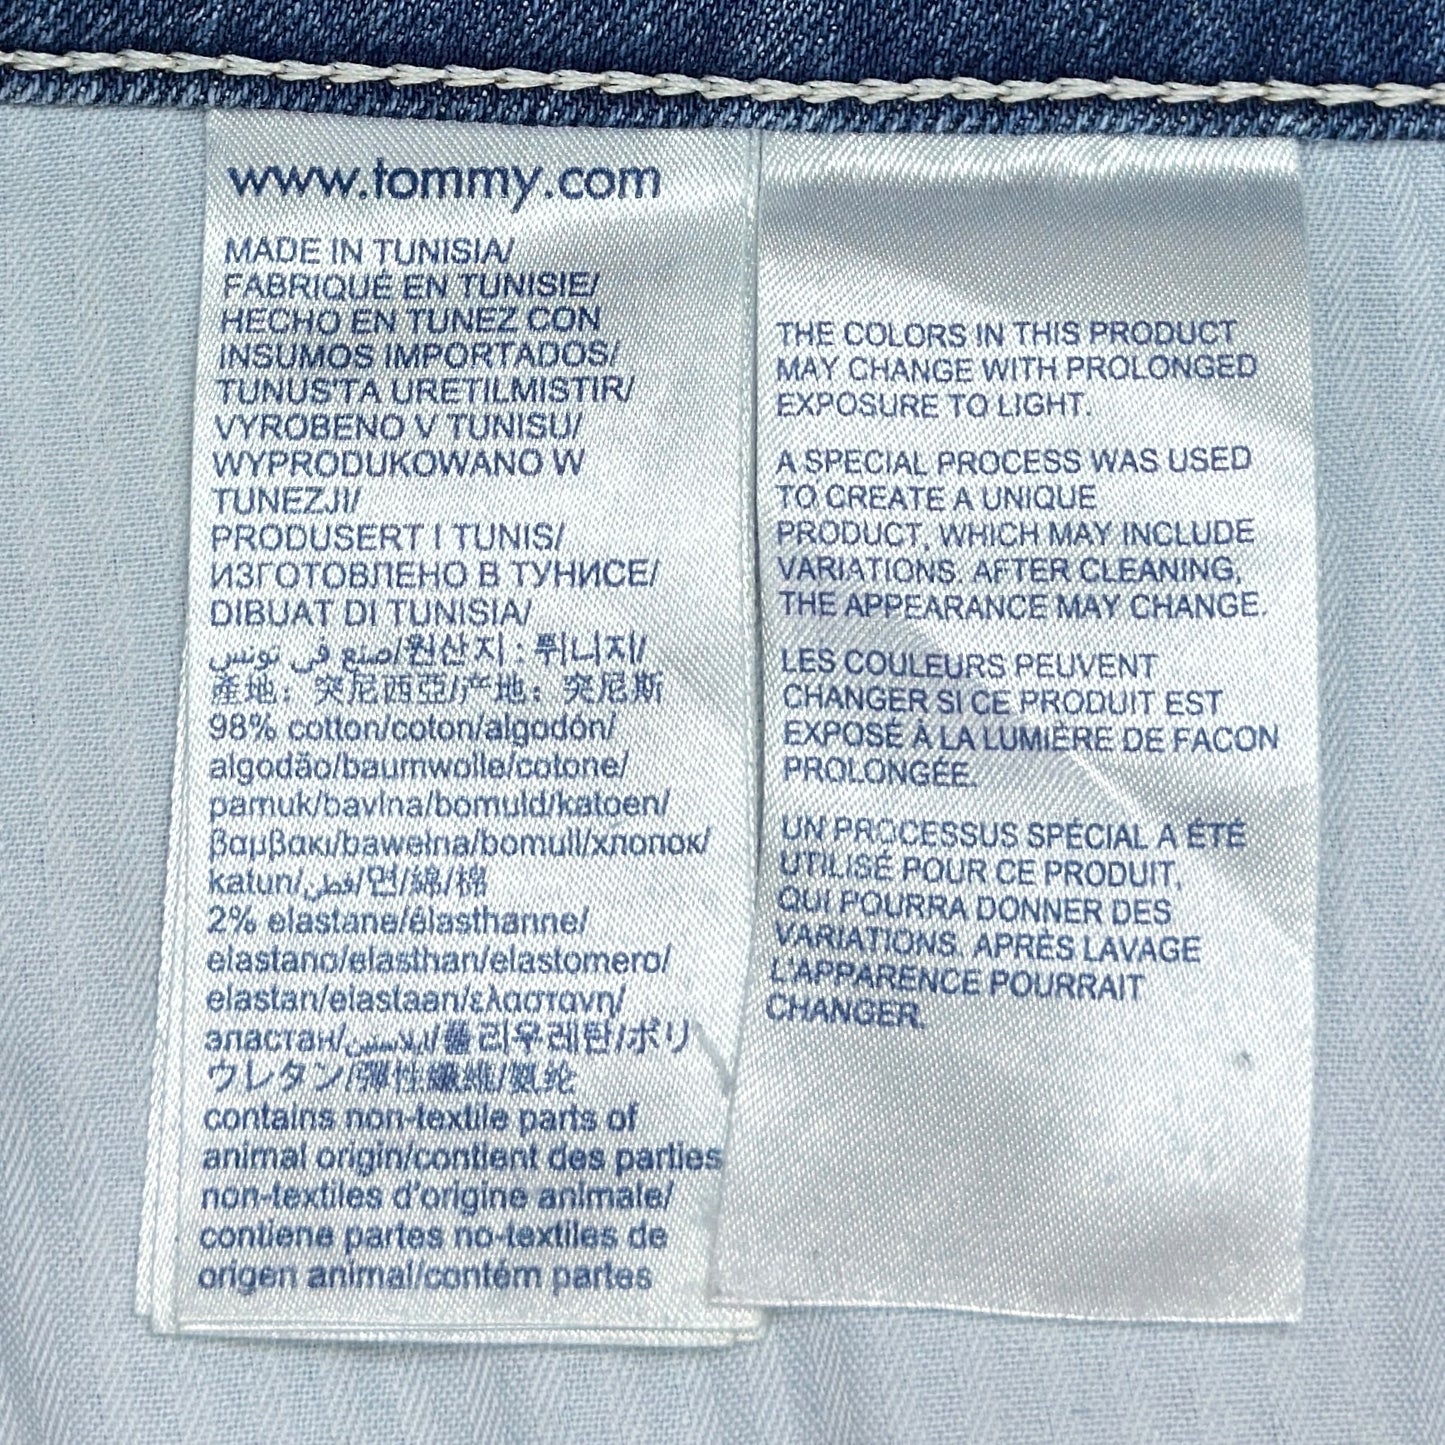 www.tommy.com
MADE IN TUNISIA/
FABRIQUÉ EN TUNISIE/
HECHO EN TUNEZ CON
INSUMOS IMPORTADOS/
TUNUS'TA URETILMISTIR/
VYROBENO V TUNISU/
WYPRODUKOWANO W
TUNEZJI/
PRODUSERT I TUNIS/
ИЗГОТОВЛЕНО В ТУНИСЕ/
DIBUAT DI TUNISIA/
صنع في تونس/원산지 : 튀니지/
產地：突尼西亞/产地：突尼斯
98% cotton/coton/algodón/
algodão/baumwolle/cotone/
pamuk/bavlna/bomuld/katoen/
βαμβακι/bawełna/bomull/хлопок/
katun/قطن/면/綿/棉
2% elastane/élasthanne/
elastano/elasthan/elastomero/
elastan/elastaan/ελαστανη/
эластан/ايلاستين/폴리우레탄/ポリ
ウレタン/彈性纖維/氨纶
contains non-textile parts of
animal origin/contient des parties
non-textiles d'origine animale/
contiene partes no-textiles de
origen animal/contém partes
THE COLORS IN THIS PRODUCT
MAY CHANGE WITH PROLONGED
EXPOSURE TO LIGHT.
A SPECIAL PROCESS WAS USED
TO CREATE A UNIQUE
PRODUCT, WHICH MAY INCLUDE
VARIATIONS. AFTER CLEANING,
THE APPEARANCE MAY CHANGE.
LES COULEURS PEUVENT
CHANGER SI CE PRODUIT EST
EXPOSÉ À LA LUMIÈRE DE FACON
PROLONGÉE.
UN PROCESSUS SPÉCIAL A ÉTÉ
UTILISÉ POUR CE PRODUIT,
QUI POURRA DONNER DES
VARIATIONS. APRÈS LAVAGE
L'APPARENCE POURRAIT
CHANGER.